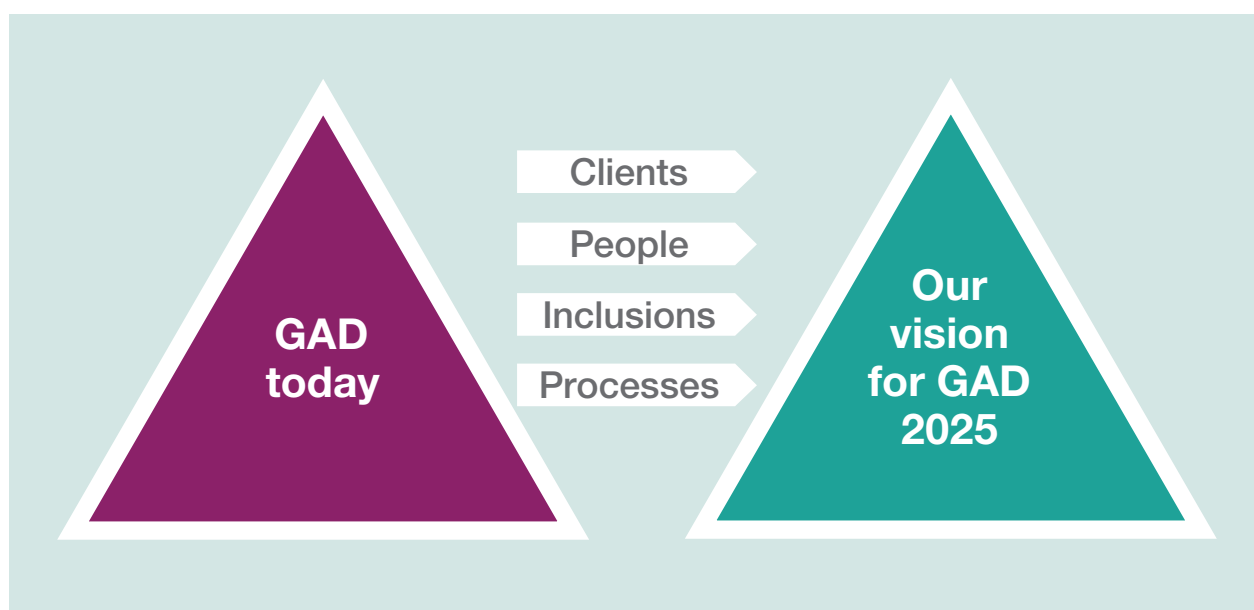 GAD
today
Clients
People
Inclusions
Processes
Our
vision
for GAD
2025